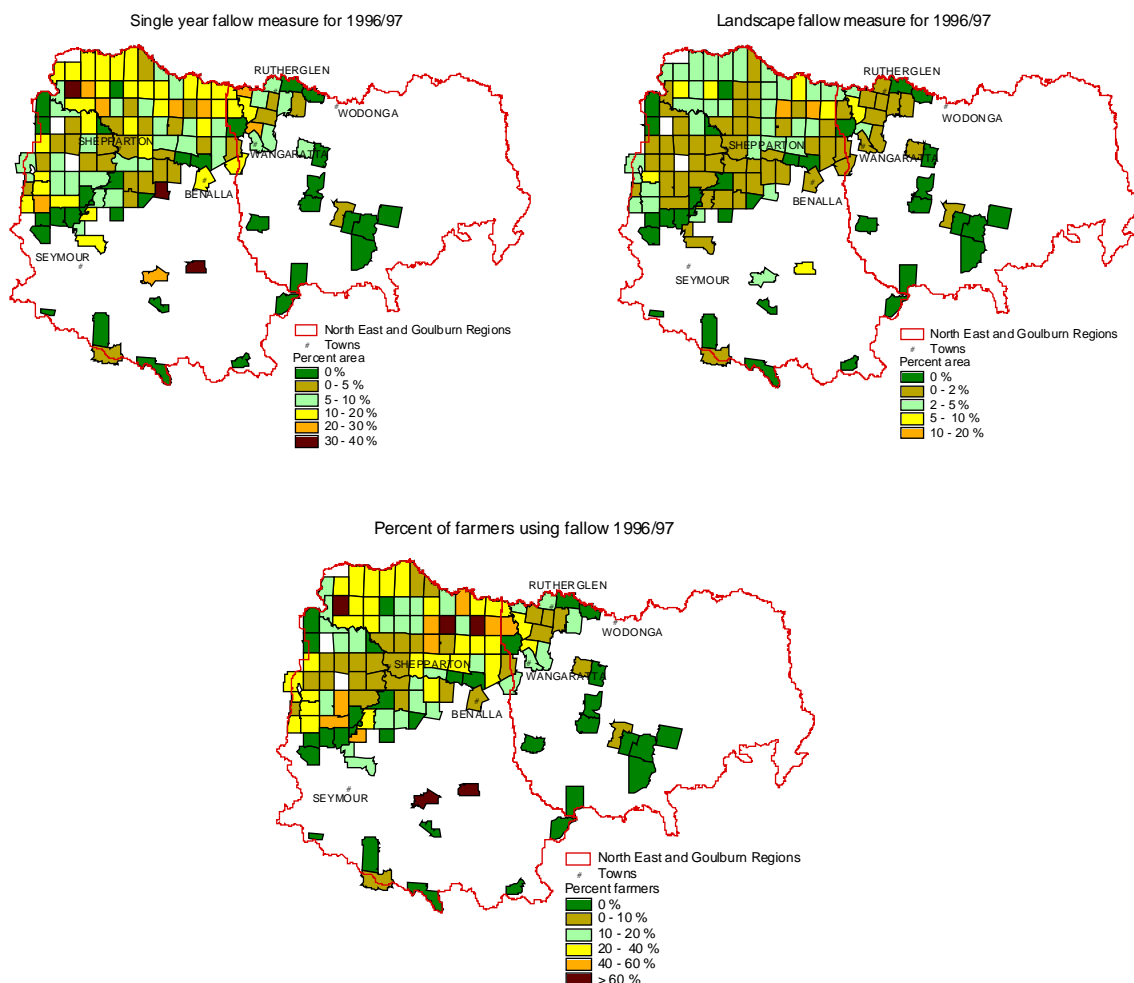 Single year fallow measure for 1996/97
RUTHERGLEN
#
#
WODONGA
SHEPPARTON
#
#
WANGARATTA
#
BENALLA
SEYMOUR
#
North East and Goulburn Regions
# Towns
Percent area
0 %
0 - 5 %
5 - 10 %
10 - 20 %
20 - 30 %
30 - 40 %
Landscape fallow measure for 1996/97
RUTHERGLEN
#
#
WODONGA
SHEPPARTON
#
#
WANGARATTA
#
BENALLA
SEYMOUR
#
North East and Goulburn Regions
# Towns
Percent area
0 %
0 - 2 %
2 - 5 %
5 - 10 %
10 - 20 %
Percent of farmers using fallow 1996/97
RUTHERGLEN
#
#
WODONGA
SHEPPARTON
#
#
WANGARATTA
#
BENALLA
SEYMOUR
#
North East and Goulburn Regions
# Towns
Percent farmers
0 %
0 - 10 %
10 - 20 %
20 - 40 %
40 - 60 %
> 60 %